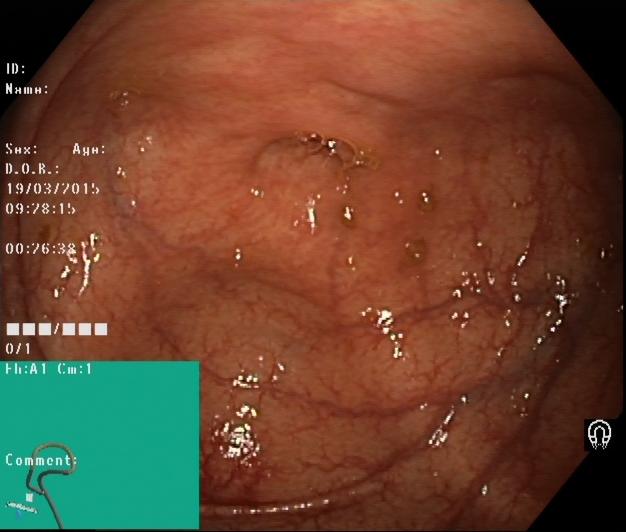 ID:
Name:
Sex: Age:
D.O.R.:
19/03/2015
09:28:15
00:26:38
■■■/■■■
0/1
Eh:A1 Cm:1
Comment: